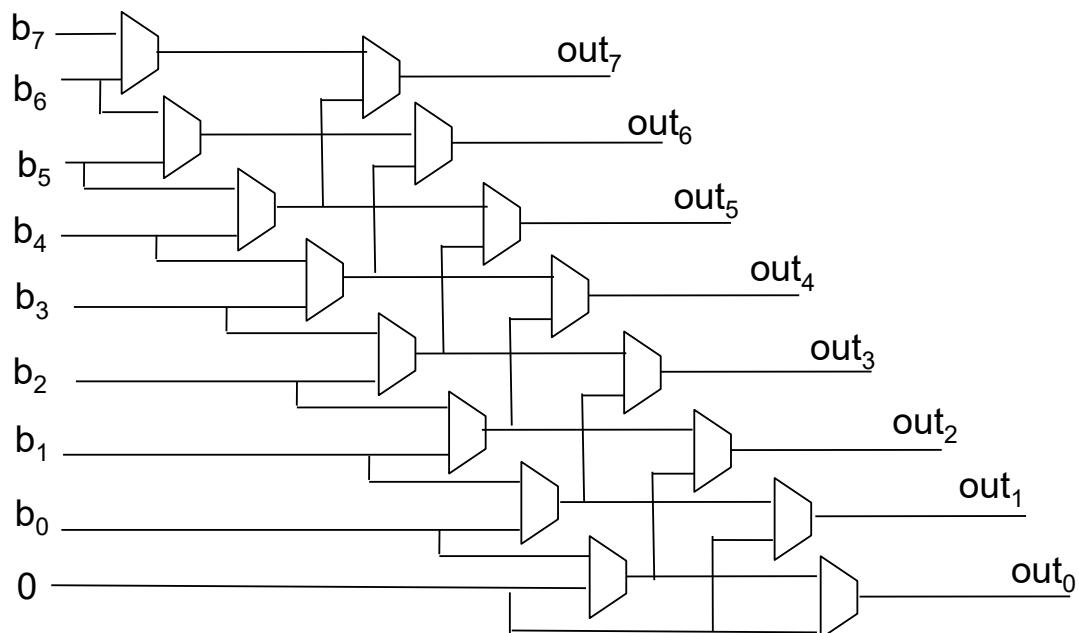 b₇
out₇
b₆
out₆
b₅
out₅
b₄
out₄
b₃
out₃
b₂
out₂
b₁
out₁
b₀
out₀
0